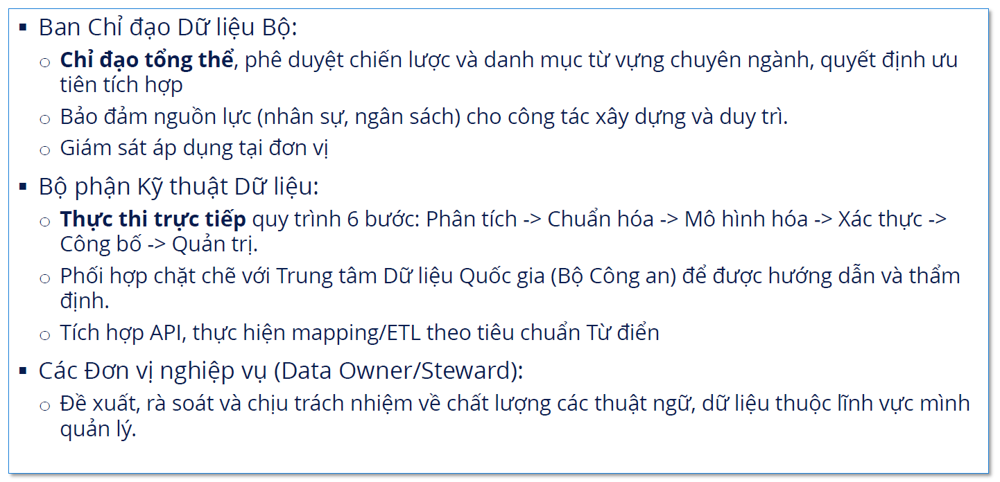 ▪ Ban Chỉ đạo Dữ liệu Bộ:
○ Chỉ đạo tổng thể, phê duyệt chiến lược và danh mục từ vựng chuyên ngành, quyết định ưu
tiên tích hợp
○ Bảo đảm nguồn lực (nhân sự, ngân sách) cho công tác xây dựng và duy trì.
○ Giám sát áp dụng tại đơn vị
▪ Bộ phận Kỹ thuật Dữ liệu:
○ Thực thi trực tiếp quy trình 6 bước: Phân tích -> Chuẩn hóa -> Mô hình hóa -> Xác thực ->
Công bố -> Quản trị.
○ Phối hợp chặt chẽ với Trung tâm Dữ liệu Quốc gia (Bộ Công an) để được hướng dẫn và thẩm
định.
○ Tích hợp API, thực hiện mapping/ETL theo tiêu chuẩn Từ điển
▪ Các Đơn vị nghiệp vụ (Data Owner/Steward):
○ Đề xuất, rà soát và chịu trách nhiệm về chất lượng các thuật ngữ, dữ liệu thuộc lĩnh vực mình
quản lý.